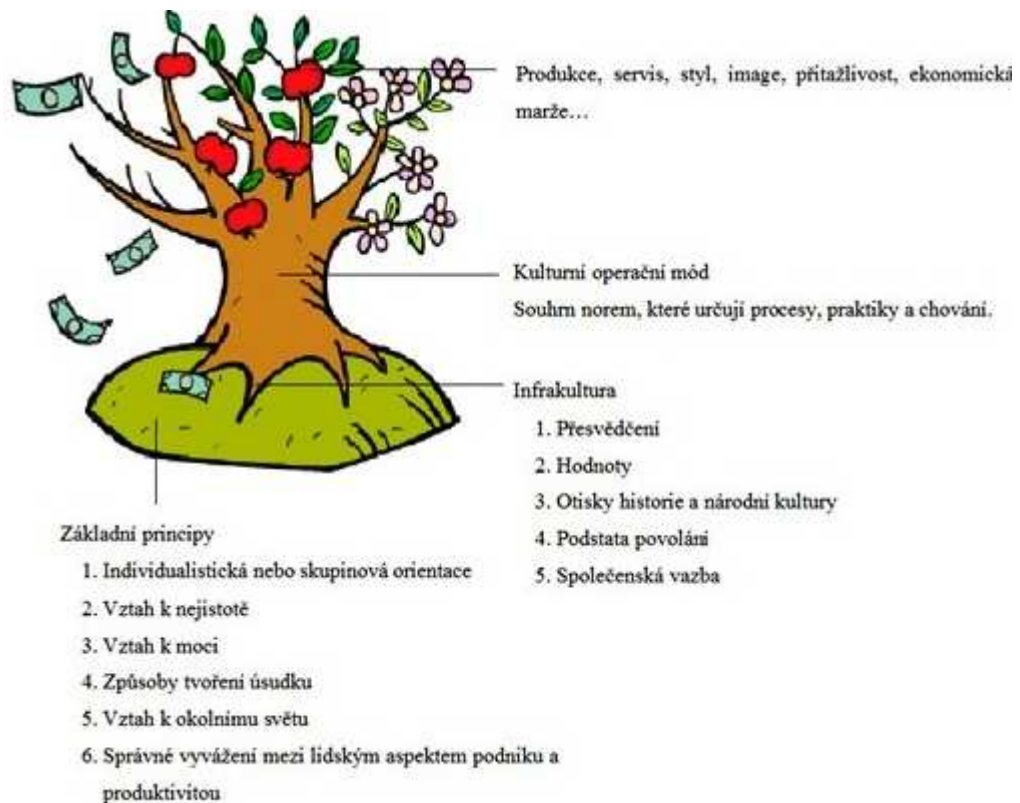 Produkce, servis, styl, image, přitažlivost, ekonomická
marže…
Kulturní operační mód
Souhrn norem, které určují procesy, praktiky a chování.
Infrakultura
1. Přesvědčení
2. Hodnoty
3. Otisky historie a národní kultury
4. Podstata povolání
5. Společenská vazba
Základní principy
1. Individualistická nebo skupinová orientace
2. Vztah k nejistotě
3. Vztah k moci
4. Způsoby tvoření úsudku
5. Vztah k okolnímu světu
6. Správné vyvážení mezi lidským aspektem podniku a
produktivitou